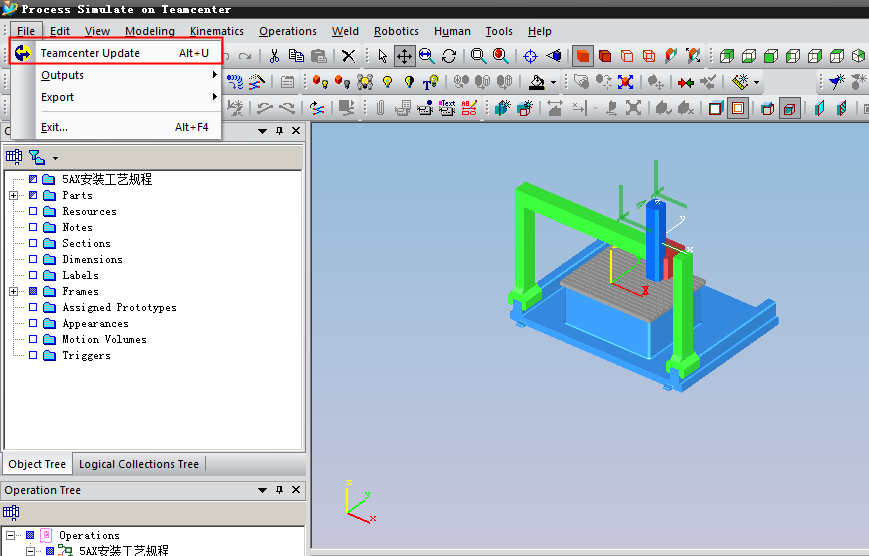 Process Simulate on Teamcenter
File Edit View Modeling Kinematics Operations Weld Robotics Human Tools Help
Teamcenter Update Alt+U
Outputs
Export
Exit... Alt+F4
5AX安装工艺规程
Parts
Resources
Notes
Sections
Dimensions
Labels
Frames
Assigned Prototypes
Appearances
Motion Volumes
Triggers
Object Tree Logical Collections Tree
Operation Tree
Operations
5AX安装工艺规程
y
x
X
z
y
x